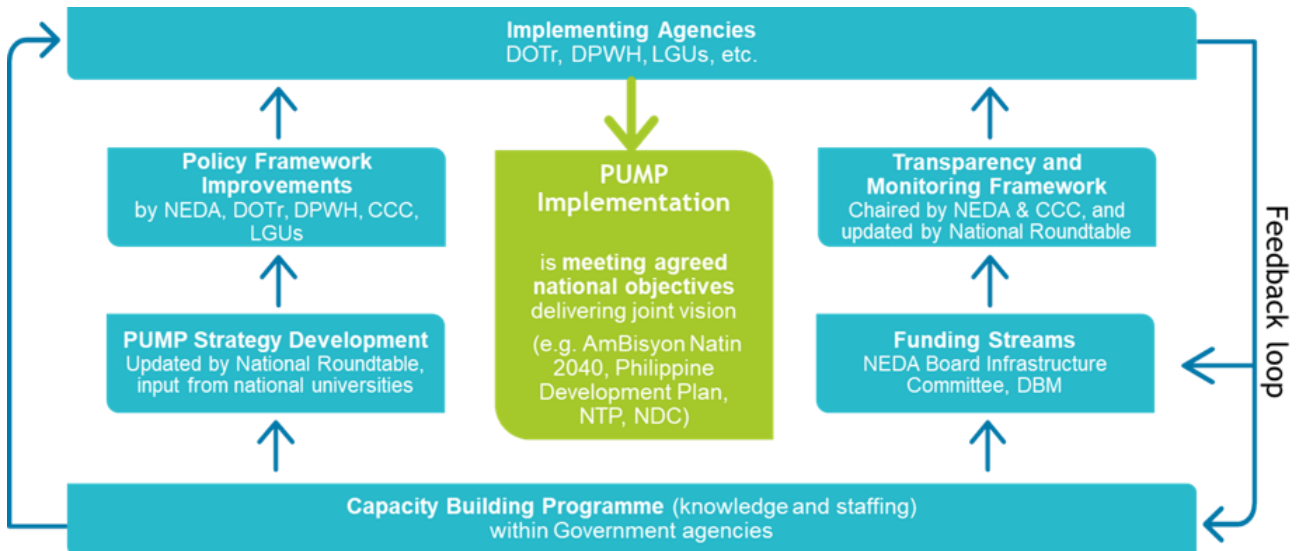 Implementing Agencies
DOTr, DPWH, LGUs, etc.
Policy Framework
Improvements
by NEDA, DOTr, DPWH, CCC,
LGUs
PUMP Strategy Development
Updated by National Roundtable,
input from national universities
PUMP
Implementation
is meeting agreed
national objectives
delivering joint vision
(e.g. AmBisyon Natin
2040, Philippine
Development Plan,
NTP, NDC)
Transparency and
Monitoring Framework
Chaired by NEDA & CCC, and
updated by National Roundtable
Funding Streams
NEDA Board Infrastructure
Committee, DBM
Feedback loop
Capacity Building Programme (knowledge and staffing)
within Government agencies